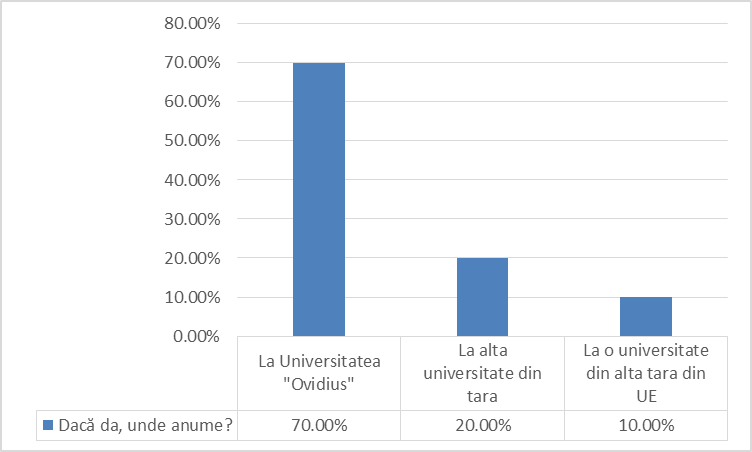 80.00%
70.00%
60.00%
50.00%
40.00%
30.00%
20.00%
10.00%
0.00%
La Universitatea
"Ovidius"
La alta
universitate din
tara
La o universitate
din alta tara din
UE
Dacă da, unde anume?
70.00%
20.00%
10.00%